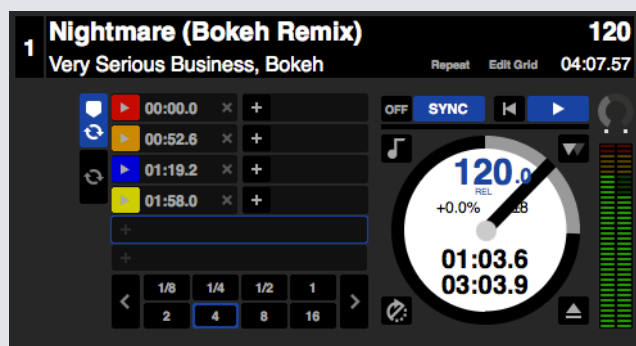 1
Nightmare (Bokeh Remix) 120
Very Serious Business, Bokeh Repeat Edit Grid 04:07.57
00:00.0 × +
OFF SYNC
00:52.6 × +
01:19.2 × +
01:58.0 × +
+
+
120.0
REL
+0.0%
01:03.6
03:03.9
< 1/8 1/4 1/2 1 >
2 4 8 16